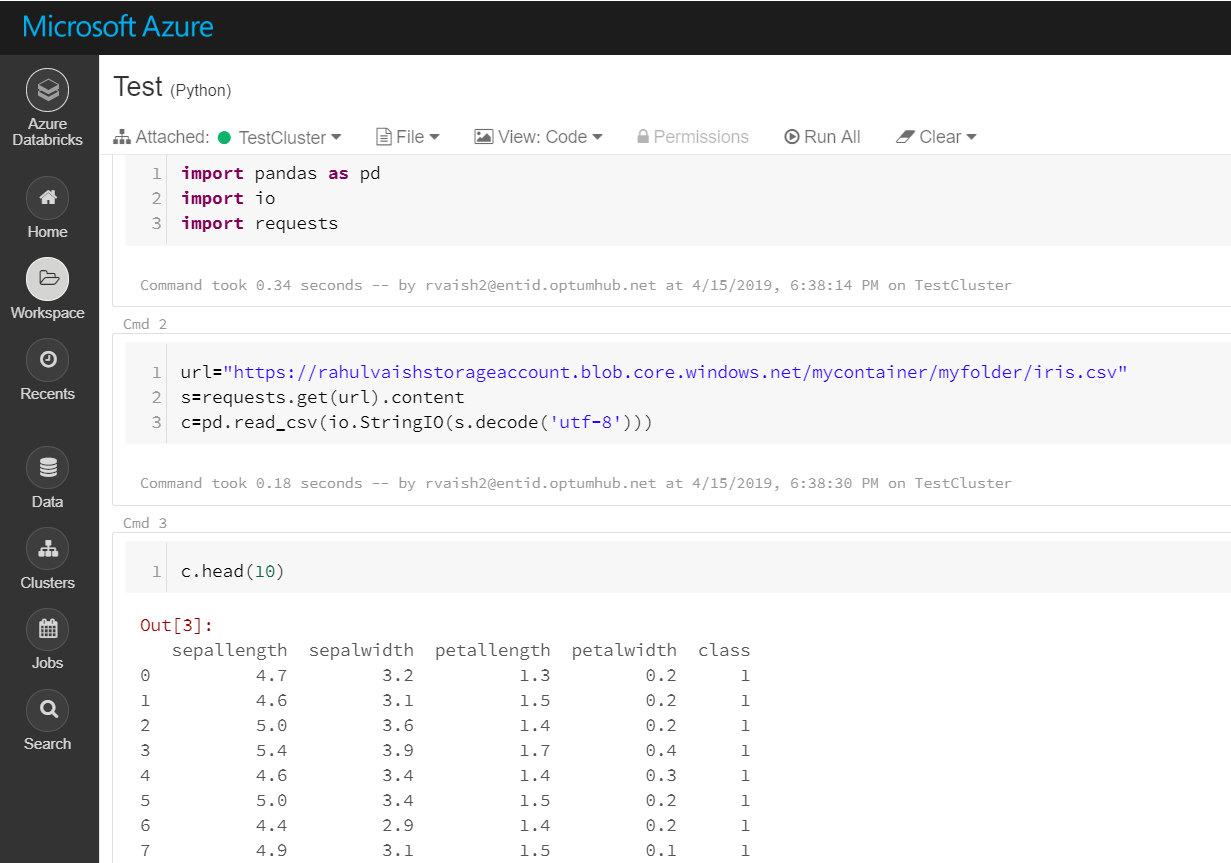 Microsoft Azure
Azure
Databricks
Home
Workspace
Recents
Data
Clusters
Jobs
Search
Test (Python)
Attached: TestCluster File View: Code Permissions Run All Clear
1 import pandas as pd
2 import io
3 import requests
Command took 0.34 seconds -- by rvaish2@entid.optumhub.net at 4/15/2019, 6:38:14 PM on TestCluster
Cmd 2
1 url="https://rahulvaishstorageaccount.blob.core.windows.net/mycontainer/myfolder/iris.csv"
2 s=requests.get(url).content
3 c=pd.read_csv(io.StringIO(s.decode('utf-8')))
Command took 0.18 seconds -- by rvaish2@entid.optumhub.net at 4/15/2019, 6:38:30 PM on TestCluster
Cmd 3
1 c.head(10)
Out[3]:
sepallength sepalwidth petallength petalwidth class
0 4.7 3.2 1.3 0.2 1
1 4.6 3.1 1.5 0.2 1
2 5.0 3.6 1.4 0.2 1
3 5.4 3.9 1.7 0.4 1
4 4.6 3.4 1.4 0.3 1
5 5.0 3.4 1.5 0.2 1
6 4.4 2.9 1.4 0.2 1
7 4.9 3.1 1.5 0.1 1